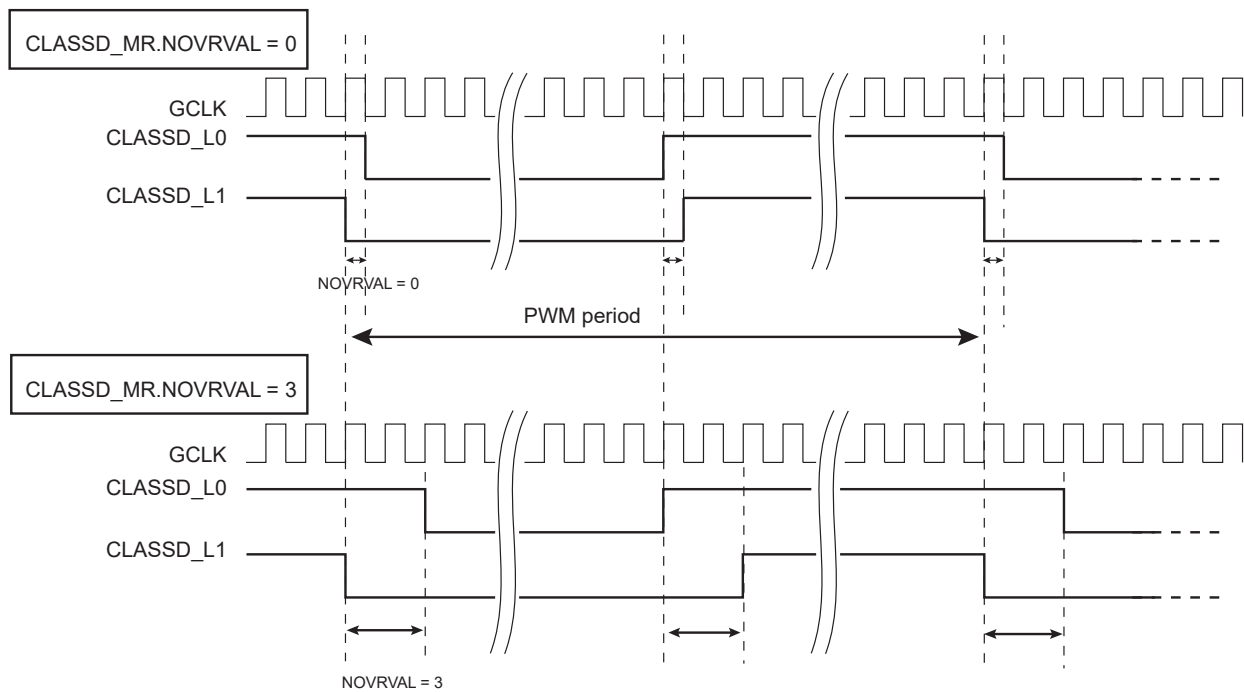 CLASSD_MR.NOVRVAL = 0
GCLK
CLASSD_L0
CLASSD_L1
NOVRVAL = 0
PWM period
CLASSD_MR.NOVRVAL = 3
GCLK
CLASSD_L0
CLASSD_L1
NOVRVAL = 3